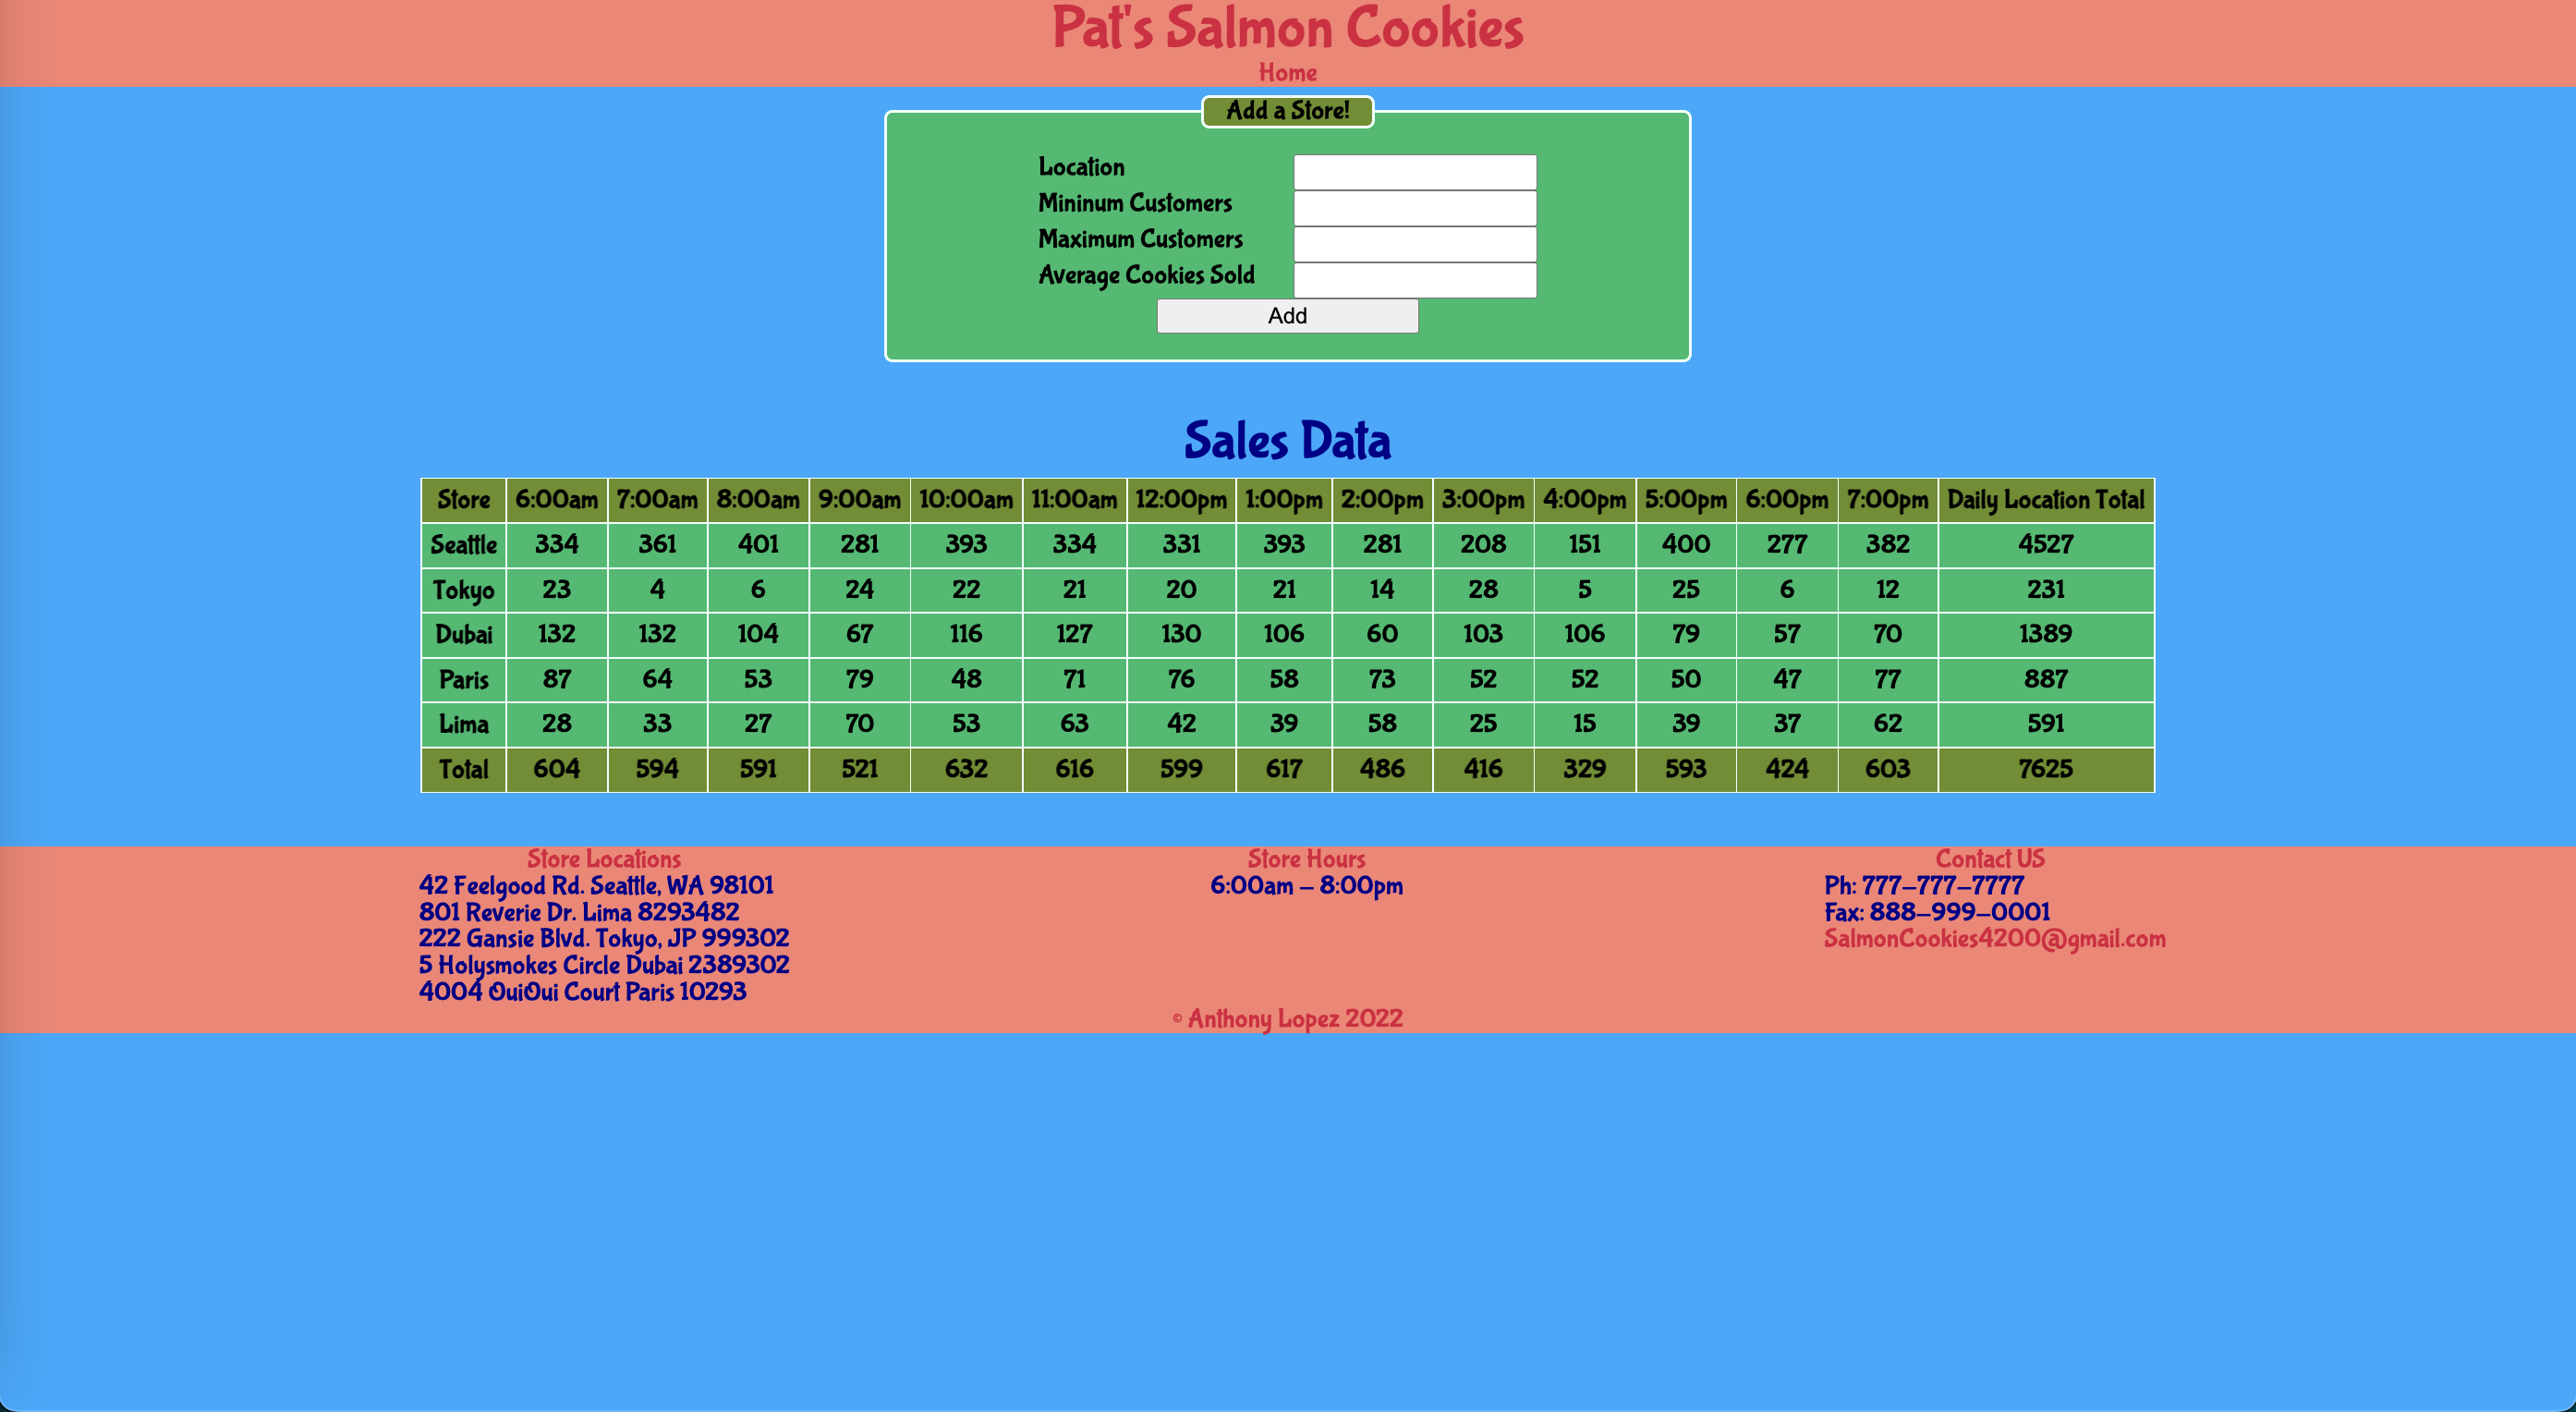 Pat's Salmon Cookies
Home
Add a Store!
Location
Mininum Customers
Maximum Customers
Average Cookies Sold
Add
Sales Data
Store 6:00am 7:00am 8:00am 9:00am 10:00am 11:00am 12:00pm 1:00pm 2:00pm 3:00pm 4:00pm 5:00pm 6:00pm 7:00pm Daily Location Total
Seattle 334 361 401 281 393 334 331 393 281 208 151 400 277 382 4527
Tokyo 23 4 6 24 22 21 20 21 14 28 5 25 6 12 231
Dubai 132 132 104 67 116 127 130 106 60 103 106 79 57 70 1389
Paris 87 64 53 79 48 71 76 58 73 52 52 50 47 77 887
Lima 28 33 27 70 53 63 42 39 58 25 15 39 37 62 591
Total 604 594 591 521 632 616 599 617 486 416 329 593 424 603 7625
Store Locations
42 Feelgood Rd. Seattle, WA 98101
801 Reverie Dr. Lima 8293482
222 Gansie Blvd. Tokyo, JP 999302
5 Holysmokes Circle Dubai 2389302
4004 OuiOui Court Paris 10293
Store Hours
6:00am - 8:00pm
Contact US
Ph: 777-777-7777
Fax: 888-999-0001
SalmonCookies4200@gmail.com
© Anthony Lopez 2022